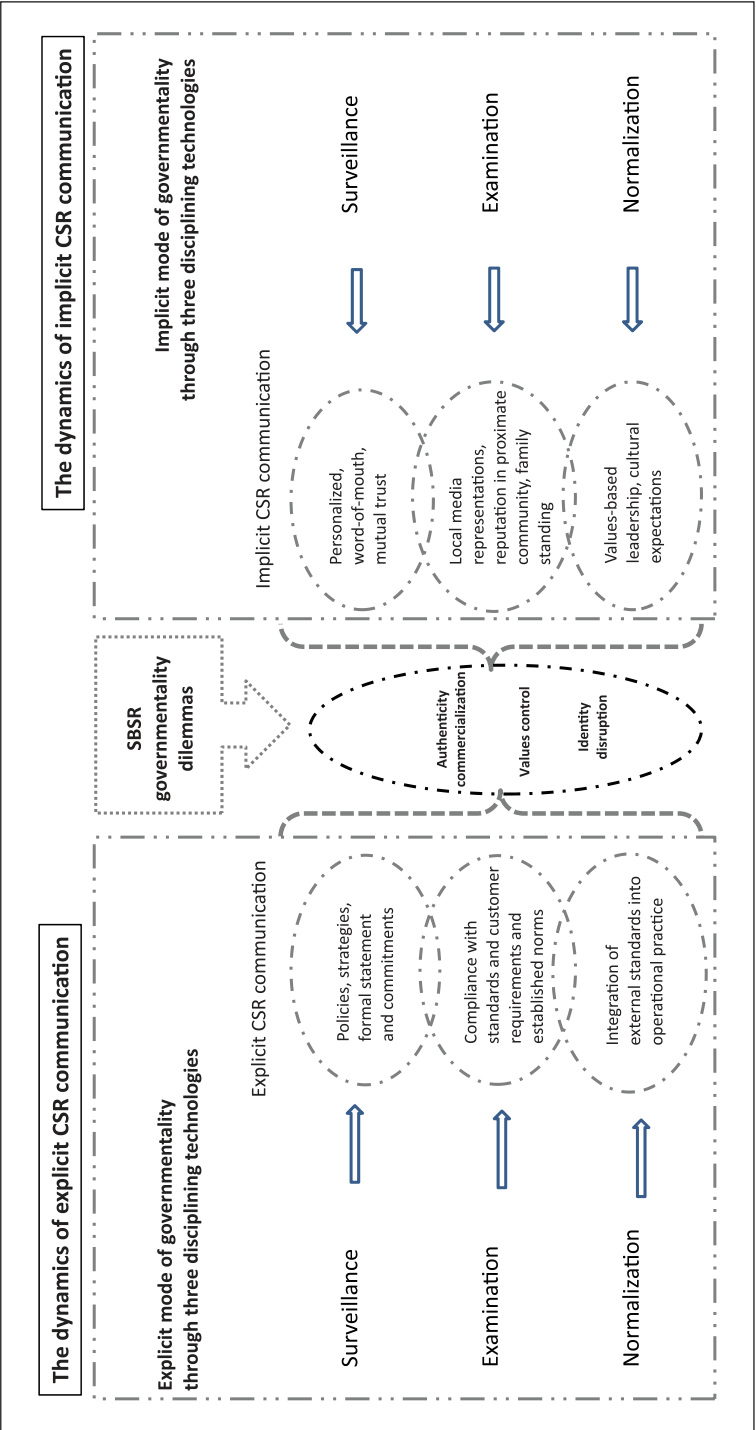 The dynamics of explicit CSR communication
Explicit mode of governmentality
through three disciplining technologies
Explicit CSR communication
Surveillance
Policies, strategies,
formal statement
and commitments
Examination
Compliance with
standards and customer
requirements and
established norms
Normalization
Integration of
external standards into
operational practice
SBSR
governmentality
dilemmas
Authenticity
commercialization
Values control
Identity
disruption
The dynamics of implicit CSR communication
Implicit mode of governmentality
through three disciplining technologies
Implicit CSR communication
Personalized,
word-of-mouth,
mutual trust
Surveillance
Local media
representations,
reputation in proximate
community, family
standing
Examination
Values-based
leadership, cultural
expectations
Normalization